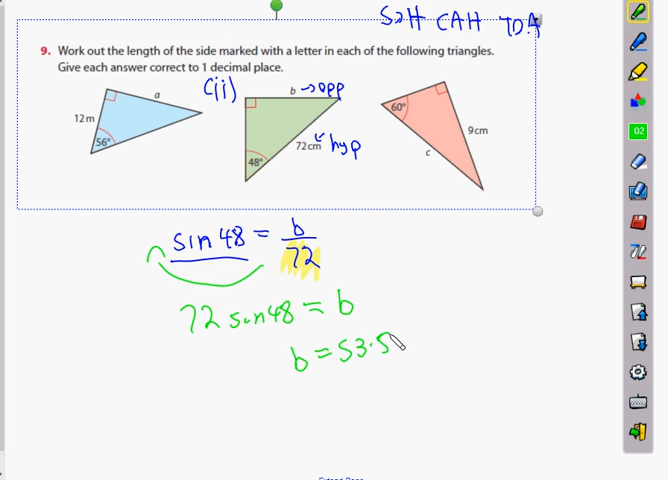 SOH CAH TOA
9. Work out the length of the side marked with a letter in each of the following triangles.
Give each answer correct to 1 decimal place.
a
12 m
56°
(ii)
b → opp
72 cm
hyp
48°
60°
9 cm
c
sin 48 = b/72
72 sin 48 = b
b = 53.5
02